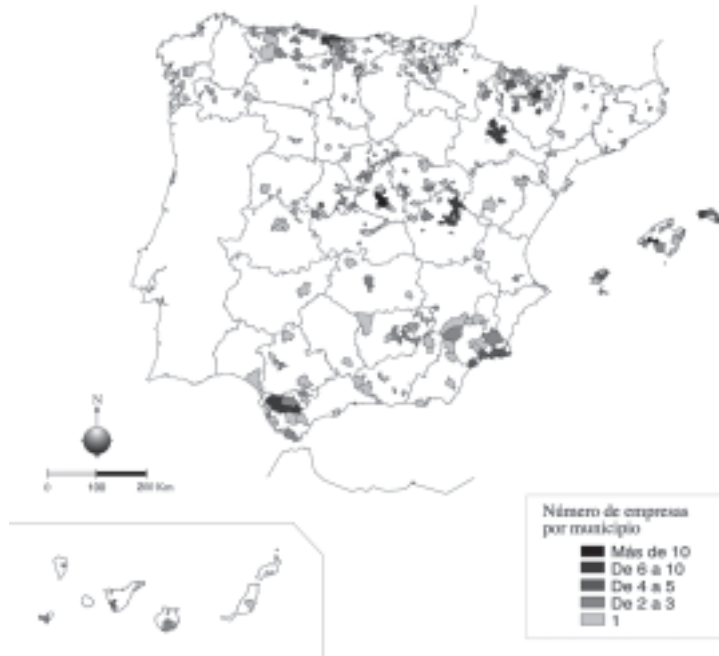 N
0 100 200 Km
Número de empresas
por municipio
Más de 10
De 6 a 10
De 4 a 5
De 2 a 3
1